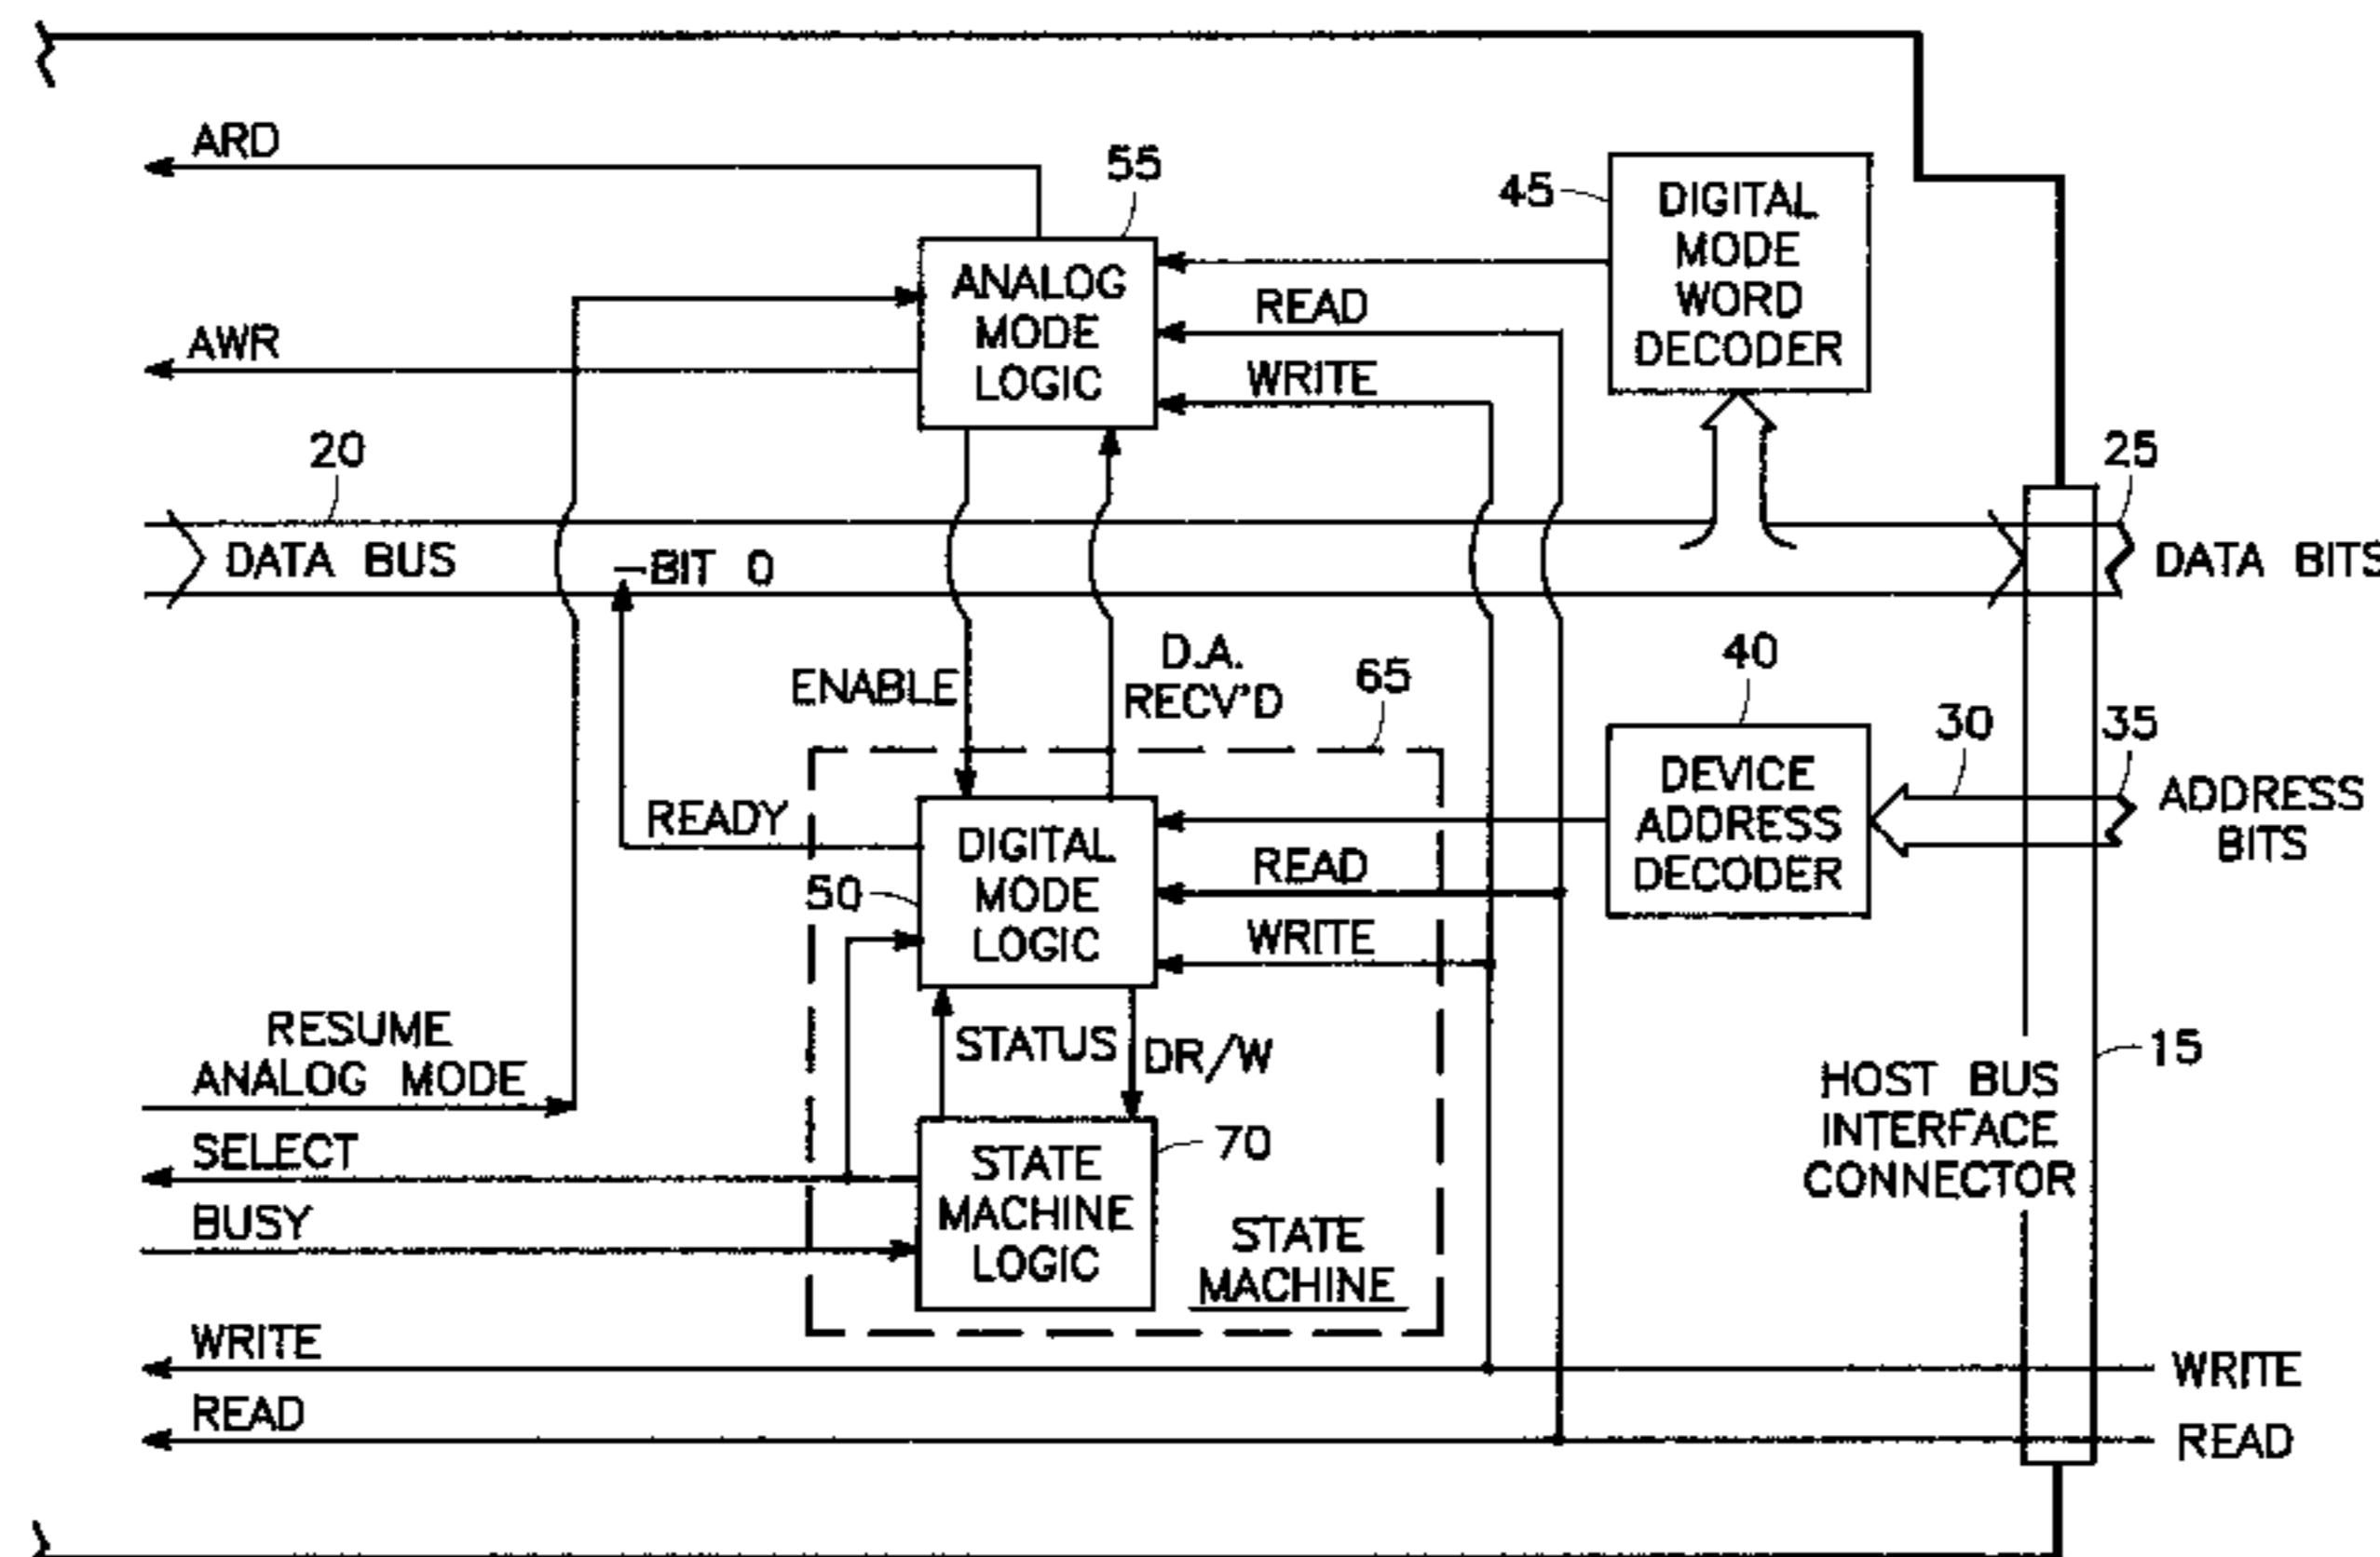 ARD
55
45
DIGITAL
MODE
WORD
DECODER
ANALOG
MODE
LOGIC
READ
WRITE
AWR
20
25
DATA BUS
-BIT 0
DATA BITS
ENABLE
D.A.
RECV'D
65
40
30
35
READY
DIGITAL
MODE
LOGIC
50
READ
WRITE
DEVICE
ADDRESS
DECODER
ADDRESS
BITS
RESUME
ANALOG MODE
STATUS
DR/W
HOST BUS
INTERFACE
CONNECTOR
15
SELECT
BUSY
STATE
MACHINE
LOGIC
70
STATE
MACHINE
WRITE
WRITE
READ
READ